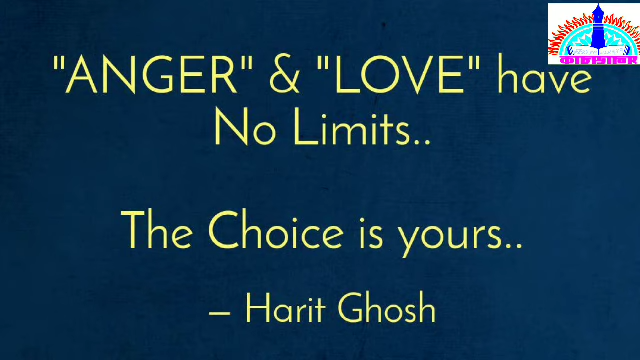 "ANGER" & "LOVE" have
No Limits..
The Choice is yours..
– Harit Ghosh